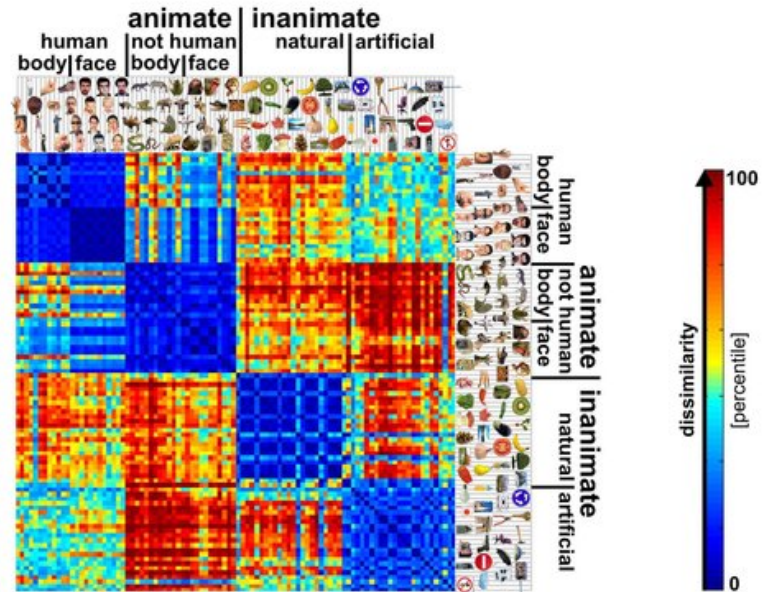 animate inanimate
human not human natural artificial
body face body face
100
human
body face
animate
not human
body face
inanimate
natural artificial
dissimilarity
[percentile]
0